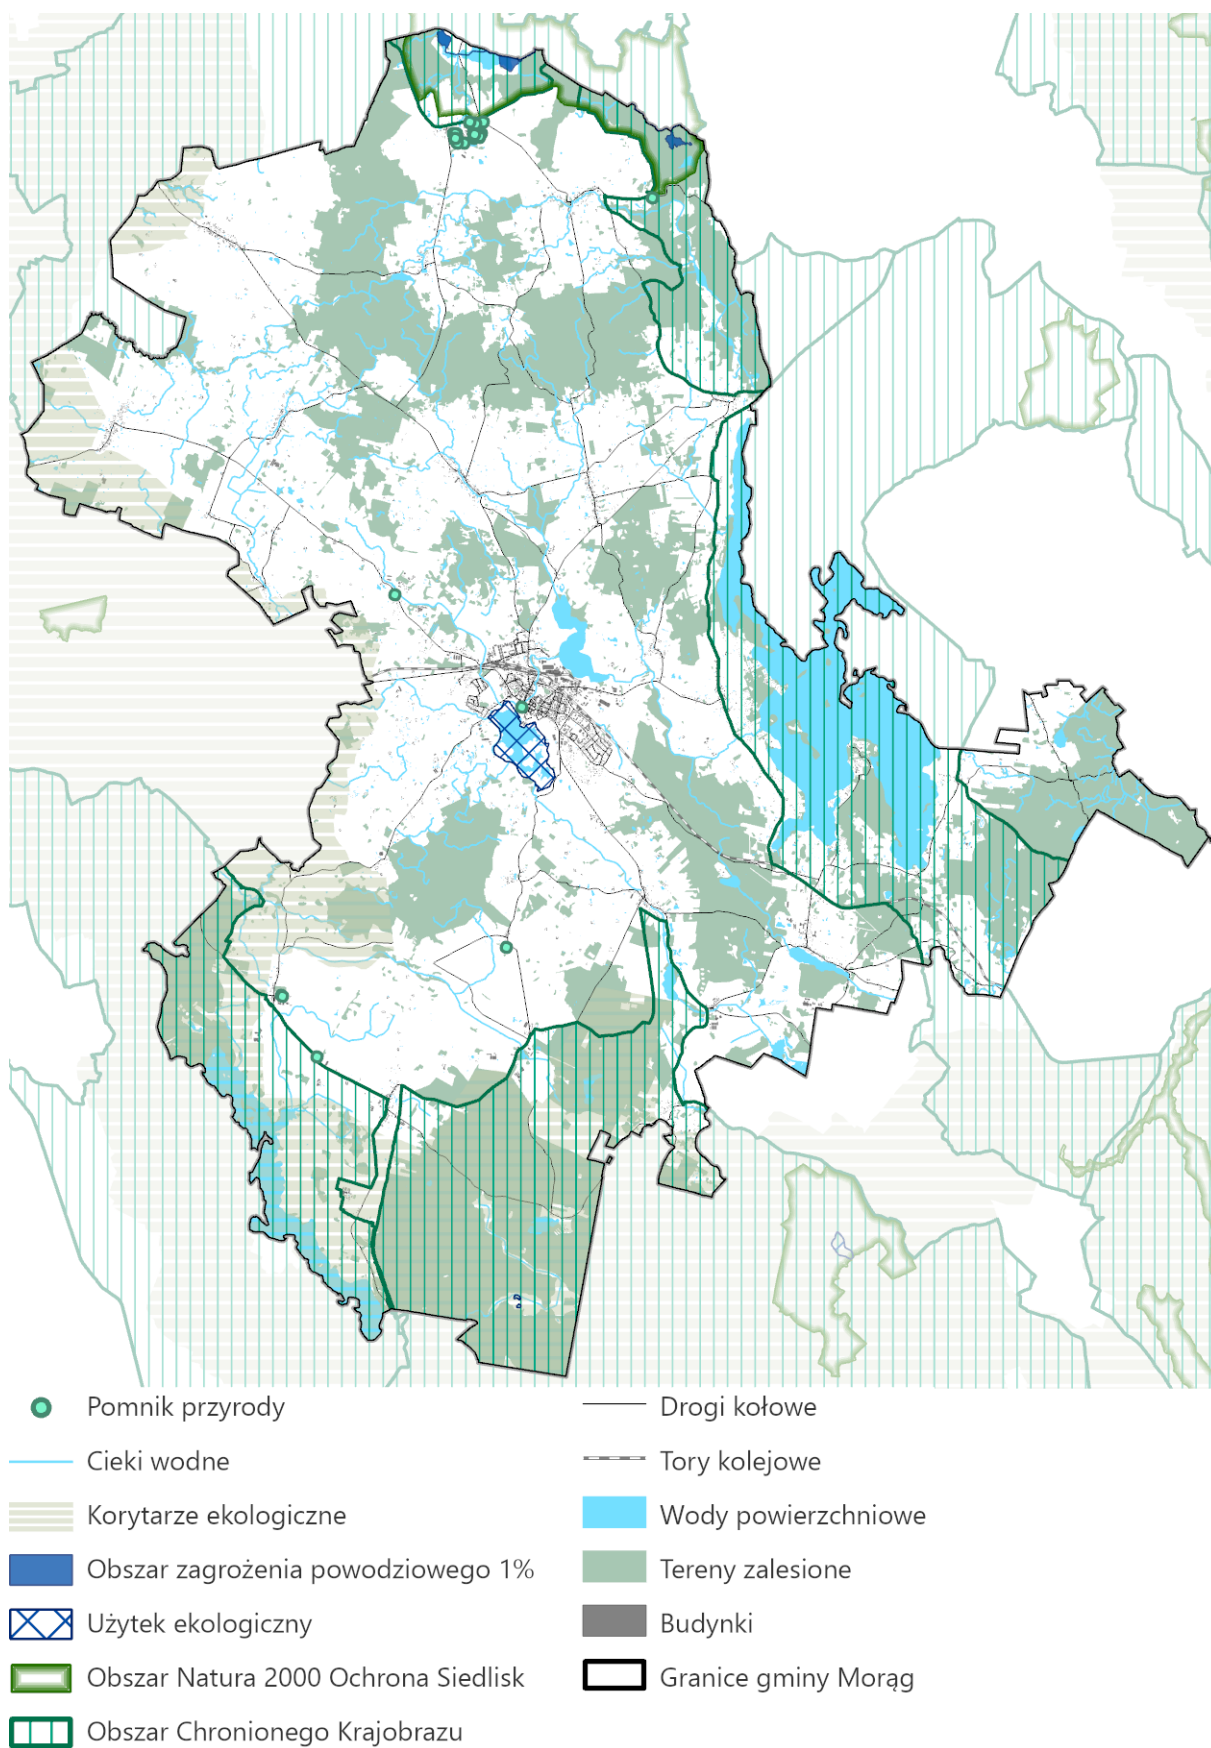 Pomnik przyrody
Cieki wodne
Korytarze ekologiczne
Obszar zagrożenia powodziowego 1%
Użytek ekologiczny
Obszar Natura 2000 Ochrona Siedlisk
Obszar Chronionego Krajobrazu
Drogi kołowe
Tory kolejowe
Wody powierzchniowe
Tereny zalesione
Budynki
Granice gminy Morąg